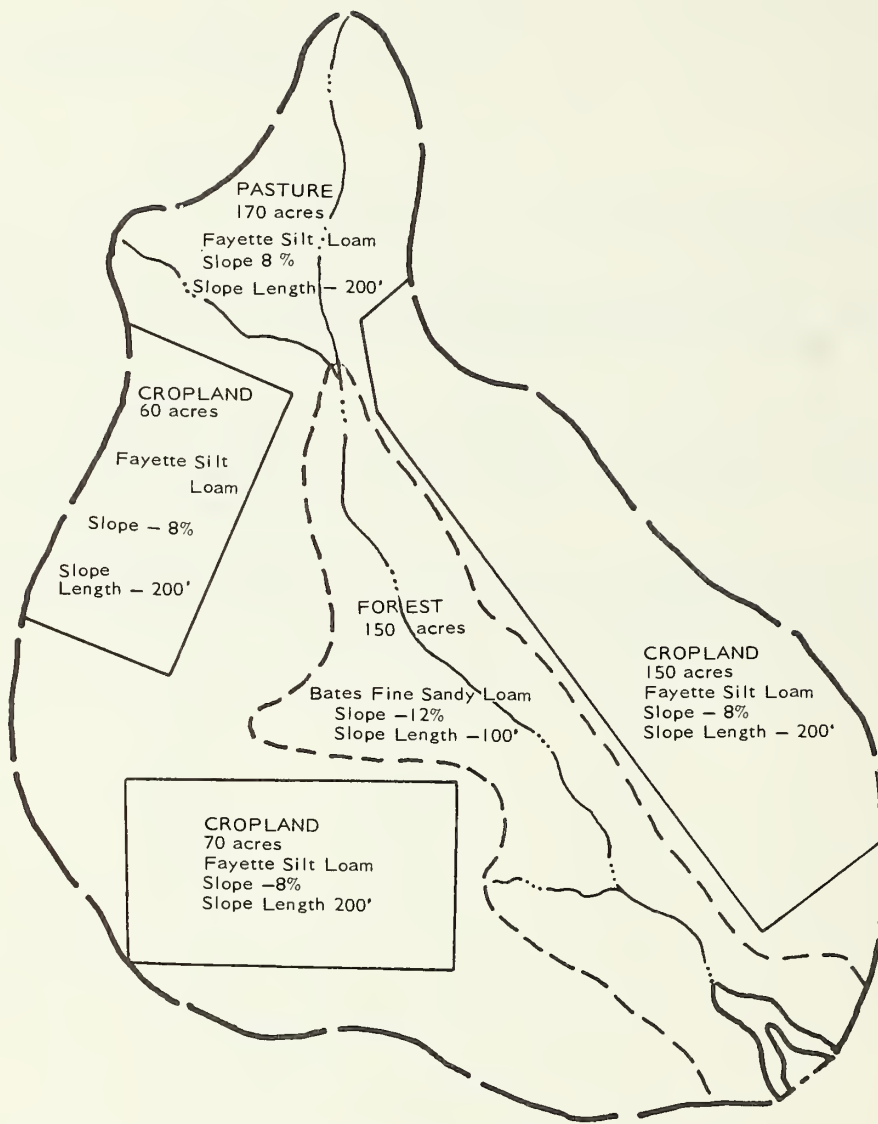 PASTURE
170 acres
Fayette Silt Loam
Slope 8 %
Slope Length – 200'
CROPLAND
60 acres
Fayette Silt
Loam
Slope – 8%
Slope
Length – 200'
FOREST
150 acres
Bates Fine Sandy Loam
Slope –12%
Slope Length –100'
CROPLAND
150 acres
Fayette Silt Loam
Slope – 8%
Slope Length – 200'
CROPLAND
70 acres
Fayette Silt Loam
Slope –8%
Slope Length 200'